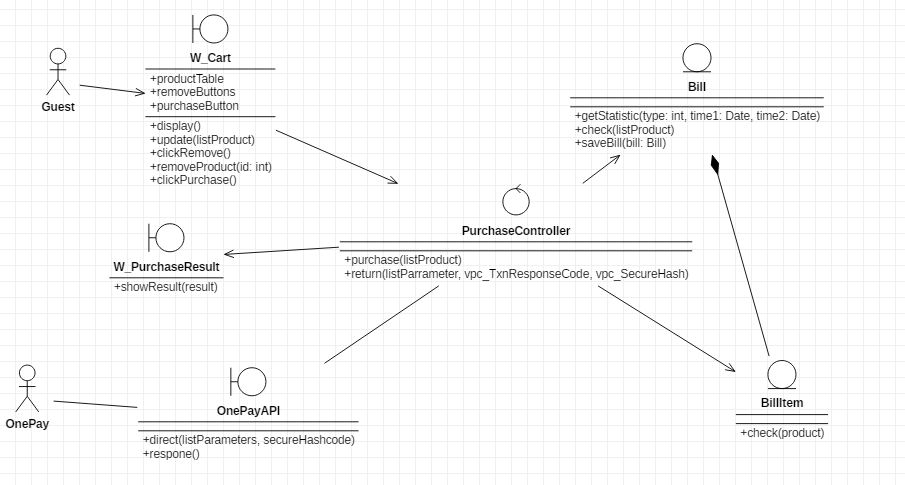 W_Cart
+productTable
+removeButtons
+purchaseButton
+display()
+update(listProduct)
+clickRemove()
+removeProduct(id: int)
+clickPurchase()
Guest
Bill
+getStatistic(type: int, time1: Date, time2: Date)
+check(listProduct)
+saveBill(bill: Bill)
PurchaseController
+purchase(listProduct)
+return(listParrameter, vpc_TxnResponseCode, vpc_SecureHash)
W_PurchaseResult
+showResult(result)
OnePay
OnePayAPI
+direct(listParameters, secureHashcode)
+respone()
BillItem
+check(product)